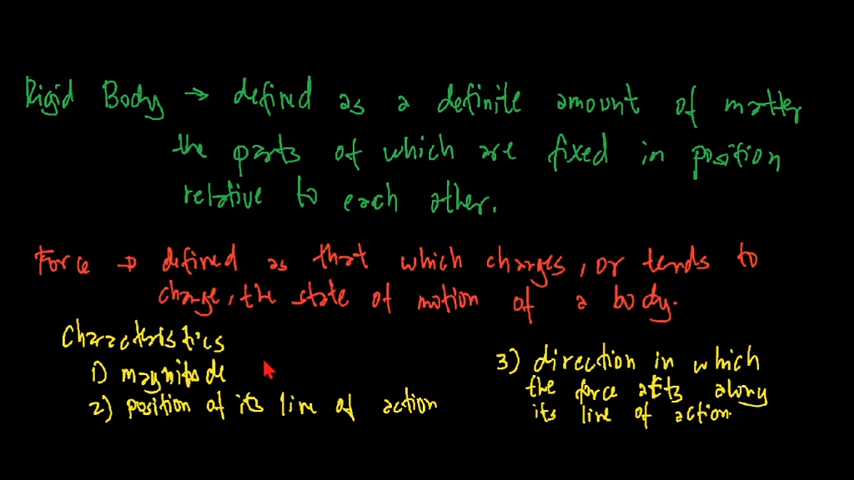 Rigid Body → defined as a definite amount of matter
the parts of which are fixed in position
relative to each other.
Force → defined as that which changes, or tends to
change, the state of motion of a body.
Characteristics
1) magnitude
2) position of its line of action
3) direction in which
the force acts along
its line of action.